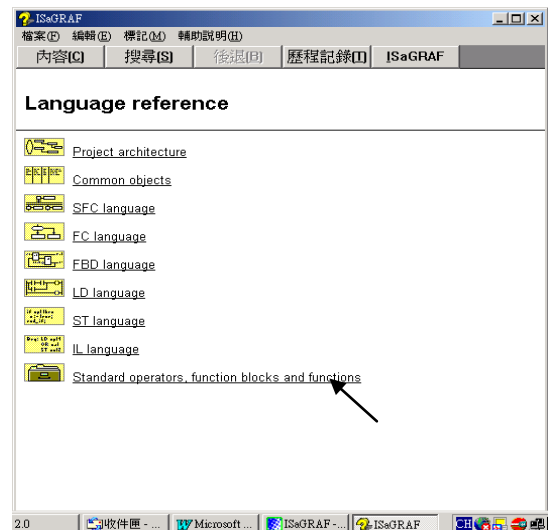 ISaGRAF
檔案(F) 編輯(E) 標記(M) 輔助說明(H)
內容(C) 搜尋(S) 後退(B) 歷程記錄(T) ISaGRAF
Language reference
Project architecture
Common objects
SFC language
FC language
FBD language
LD language
ST language
IL language
Standard operators, function blocks and functions
2.0 收件匣 - ... Microsoft ... ISaGRAF - ... ISaGRAF CH